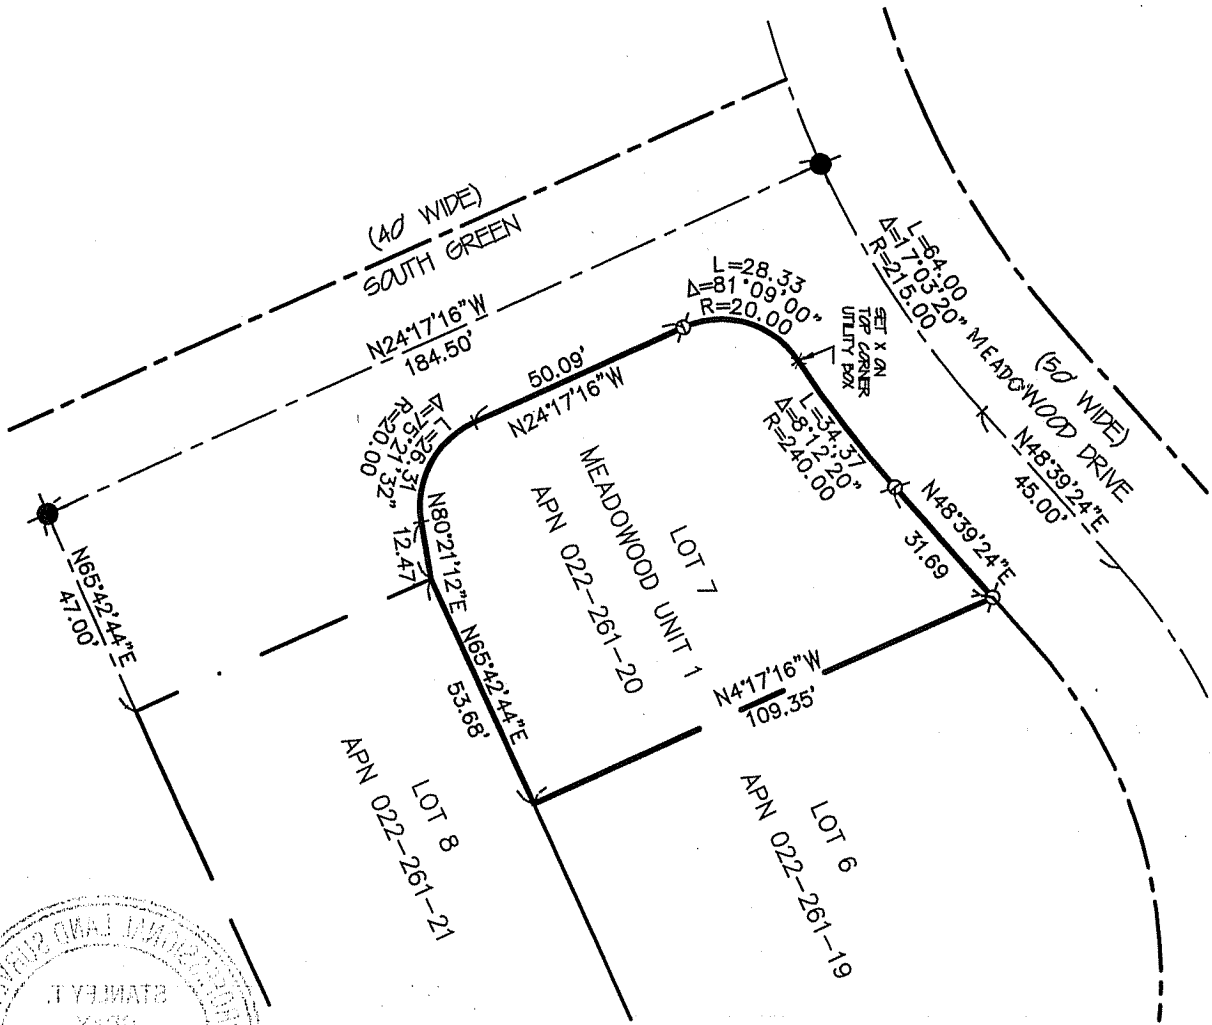 (40' WIDE)
SOUTH GREEN
N24°17'16"W
184.50'
L=28.33
Δ=81°09'00"
R=20.00
SET X ON
TOP CORNER
UTILITY BOX
L=64.00
Δ=17°03'20"
R=215.00
MEADOWOOD DRIVE
(50' WIDE)
N48°39'24"E
45.00'
50.09'
N24°17'16"W
L=34.37
Δ=8°12'20"
R=240.00
N48°39'24"E
31.69
Δ=75°21'32"
L=26.31
R=20.00
N80°21'12"E
12.47
LOT 7
MEADOWOOD UNIT 1
APN 022-261-20
N65°42'44"E
47.00'
N65°42'44"E
53.68'
N4°17'16"W
109.35'
LOT 8
APN 022-261-21
LOT 6
APN 022-261-19
STANLEY T.
GRAY